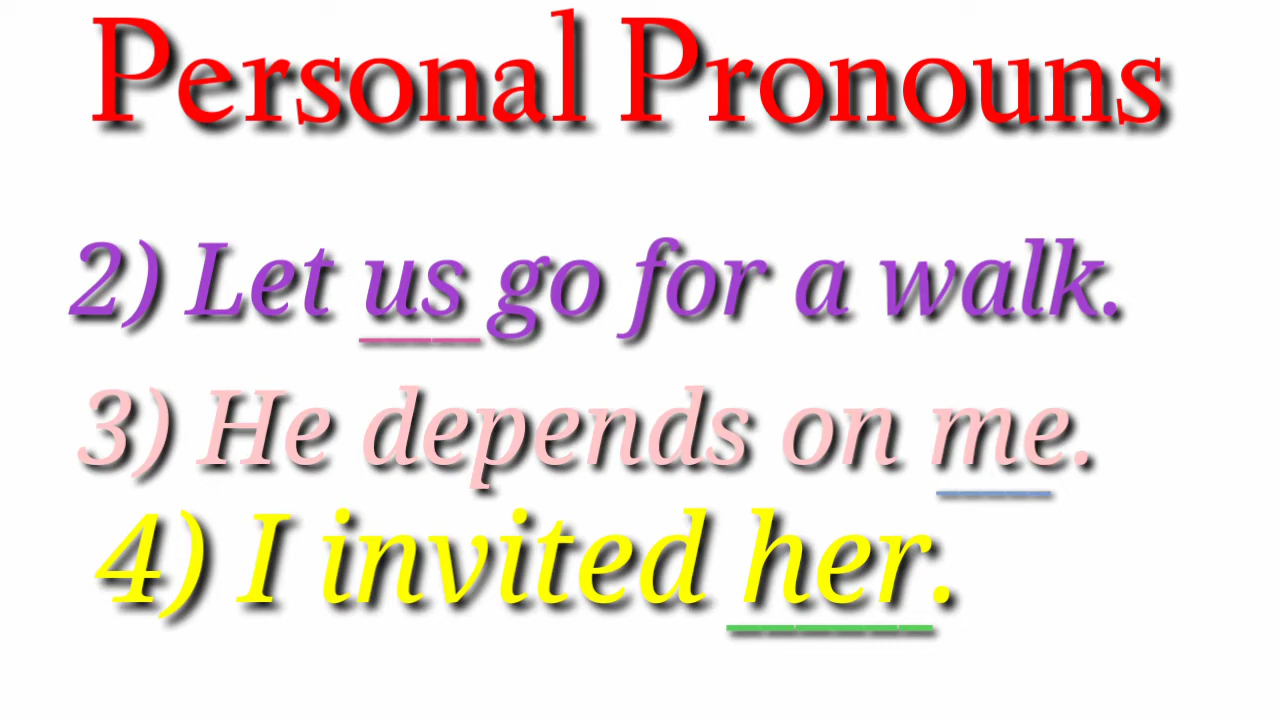 Personal Pronouns
2) Let us go for a walk.
3) He depends on me.
4) I invited her.